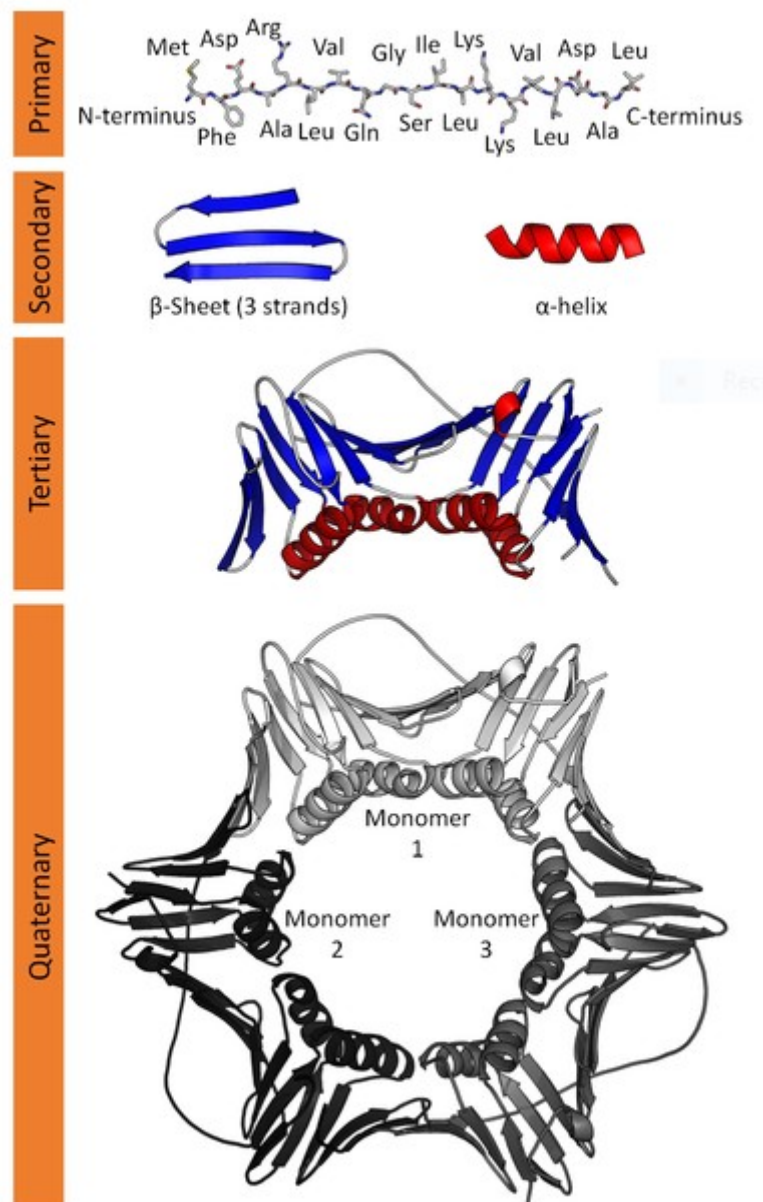 Primary
Met Asp Arg Val Gly Ile Lys Val Asp Leu
N-terminus Phe Ala Leu Gln Ser Leu Lys Leu Ala C-terminus
Secondary
β-Sheet (3 strands) α-helix
Tertiary
Quaternary
Monomer
1
Monomer Monomer
2 3